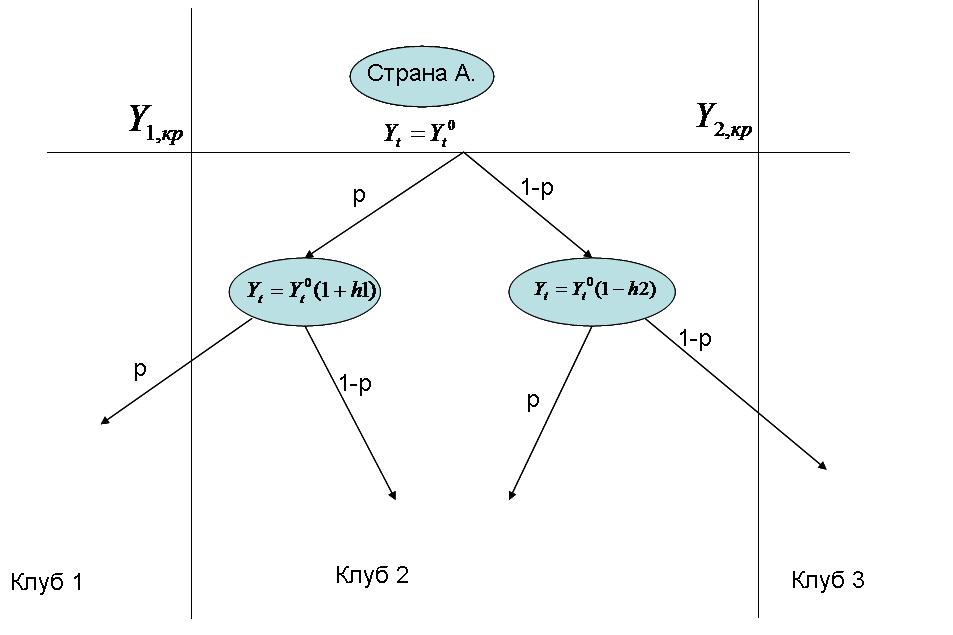 Страна А.
Y₁,кр
Y₂,кр
Yₜ = Yₜ⁰
p
1-p
Yₜ = Yₜ⁰(1 + h1)
Yₜ = Yₜ⁰(1 − h2)
p
1-p
p
1-p
Клуб 1
Клуб 2
Клуб 3